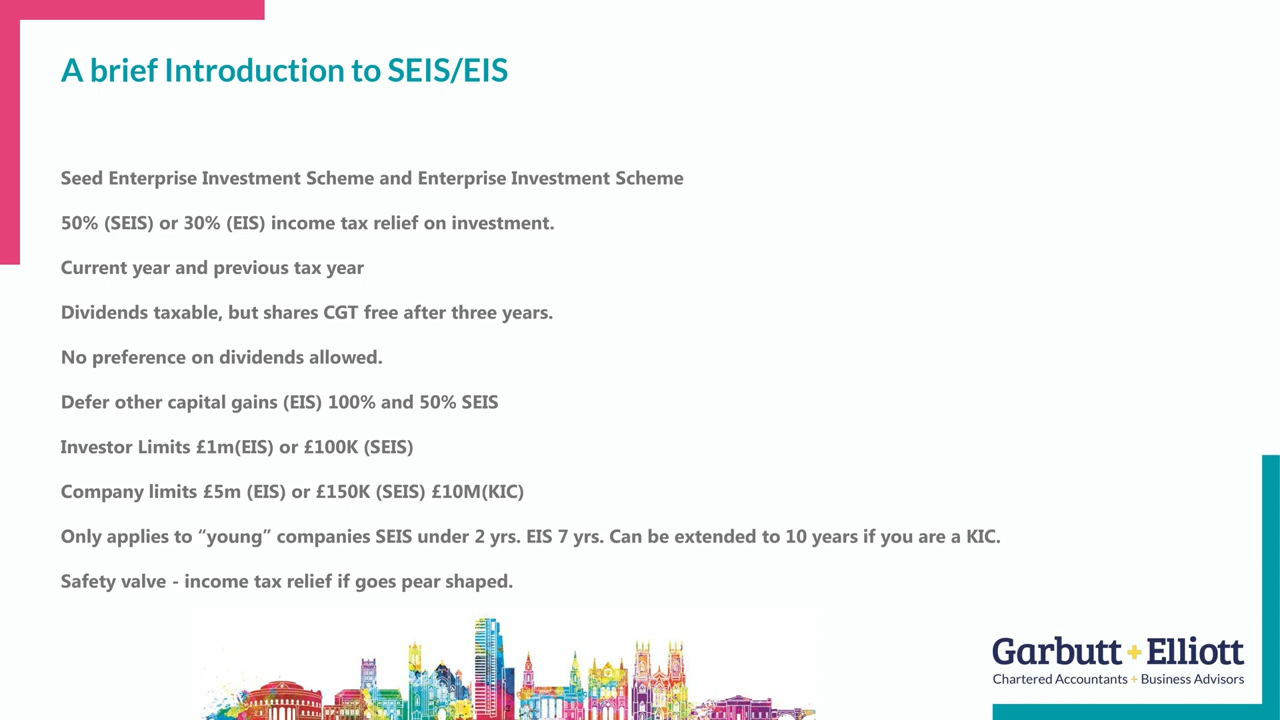 A brief Introduction to SEIS/EIS
Seed Enterprise Investment Scheme and Enterprise Investment Scheme
50% (SEIS) or 30% (EIS) income tax relief on investment.
Current year and previous tax year
Dividends taxable, but shares CGT free after three years.
No preference on dividends allowed.
Defer other capital gains (EIS) 100% and 50% SEIS
Investor Limits £1m(EIS) or £100K (SEIS)
Company limits £5m (EIS) or £150K (SEIS) £10M(KIC)
Only applies to “young” companies SEIS under 2 yrs. EIS 7 yrs. Can be extended to 10 years if you are a KIC.
Safety valve - income tax relief if goes pear shaped.
Garbutt + Elliott
Chartered Accountants + Business Advisors